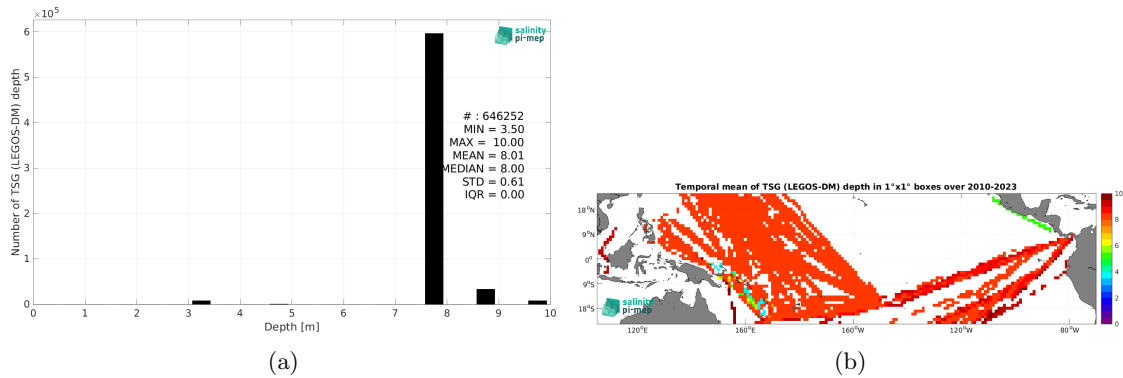 ×10⁵
6
5
4
3
2
1
0
Number of TSG (LEGOS-DM) depth
salinity
pi-mep
# : 646252
MIN = 3.50
MAX = 10.00
MEAN = 8.01
MEDIAN = 8.00
STD = 0.61
IQR = 0.00
0 1 2 3 4 5 6 7 8 9 10
Depth [m]
(a)
Temporal mean of TSG (LEGOS-DM) depth in 1°x1° boxes over 2010-2023
18°N
9°N
0°
9°S
18°S
salinity
pi-mep
120°E 160°E 160°W 120°W 80°W
10
8
6
4
2
0
(b)